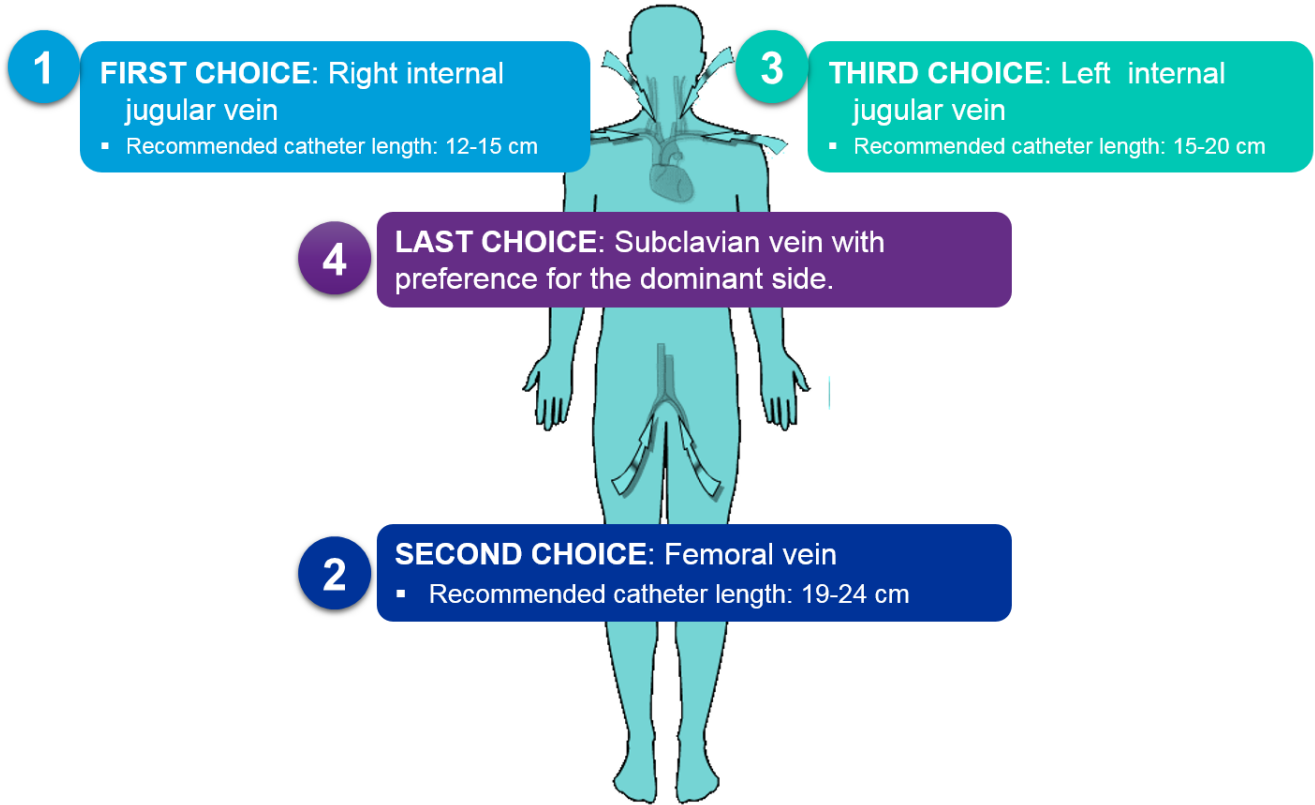 1
FIRST CHOICE: Right internal
jugular vein
▪ Recommended catheter length: 12-15 cm
3
THIRD CHOICE: Left internal
jugular vein
▪ Recommended catheter length: 15-20 cm
4
LAST CHOICE: Subclavian vein with
preference for the dominant side.
2
SECOND CHOICE: Femoral vein
▪ Recommended catheter length: 19-24 cm